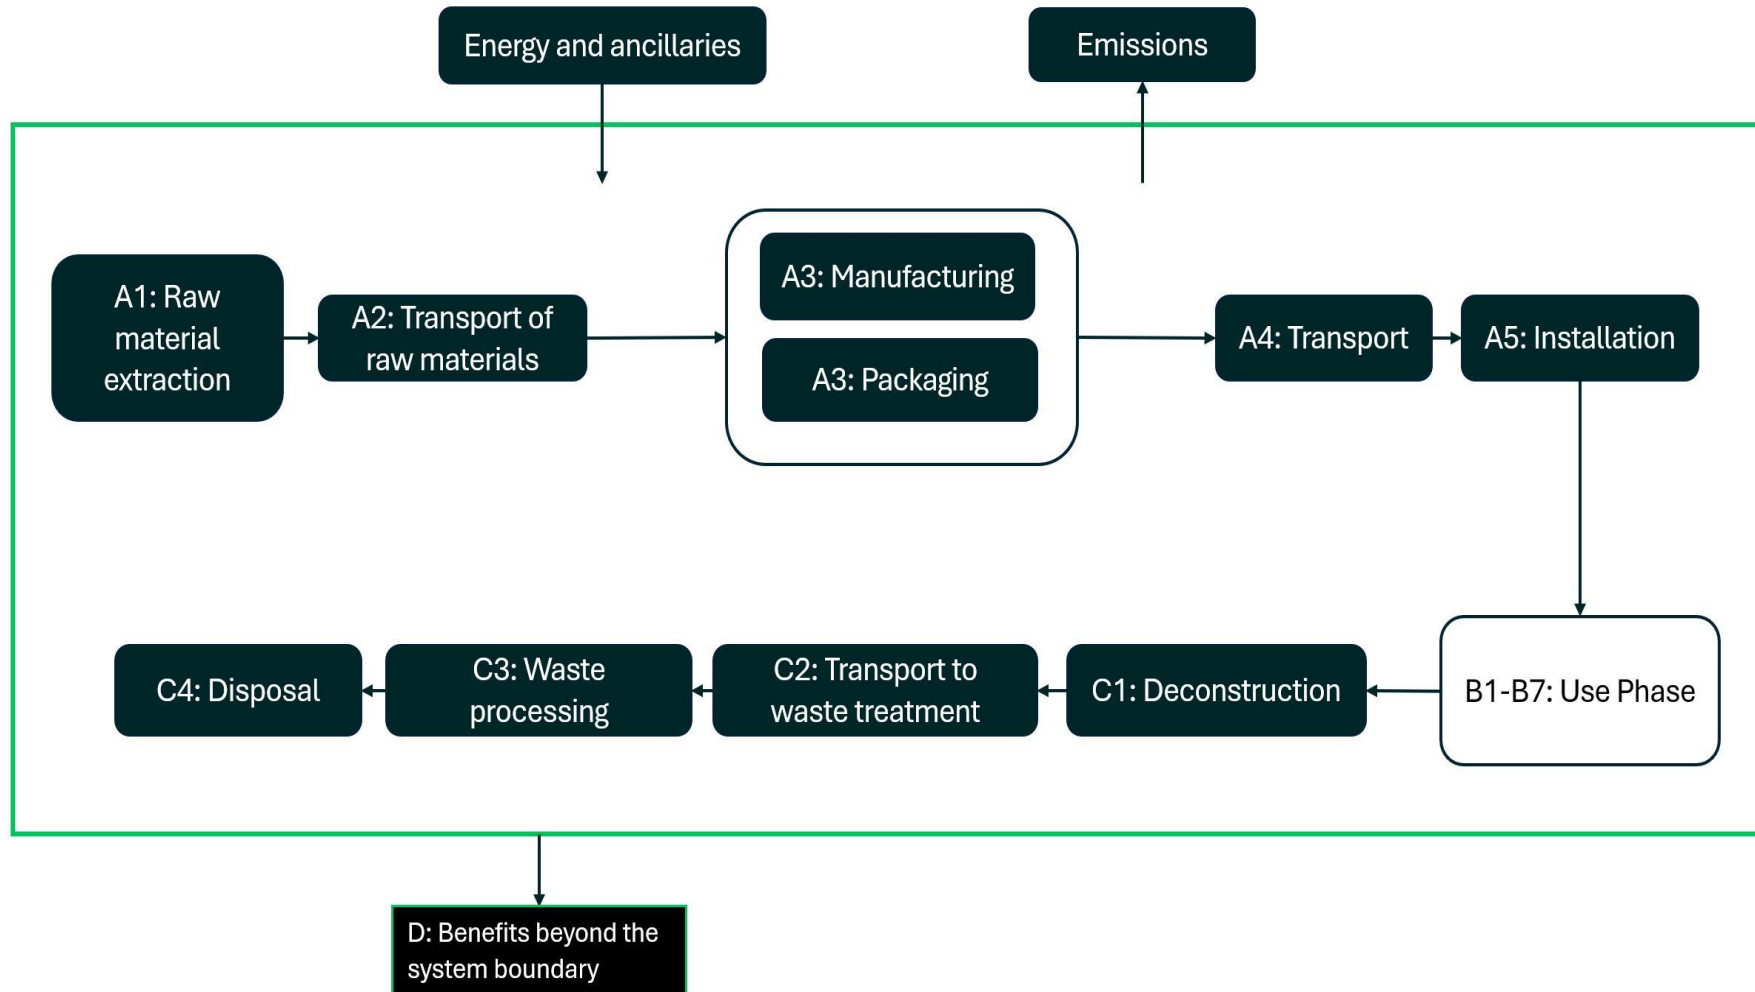 Energy and ancillaries
Emissions
A1: Raw
material
extraction
A2: Transport of
raw materials
A3: Manufacturing
A3: Packaging
A4: Transport
A5: Installation
B1-B7: Use Phase
C1: Deconstruction
C2: Transport to
waste treatment
C3: Waste
processing
C4: Disposal
D: Benefits beyond the
system boundary